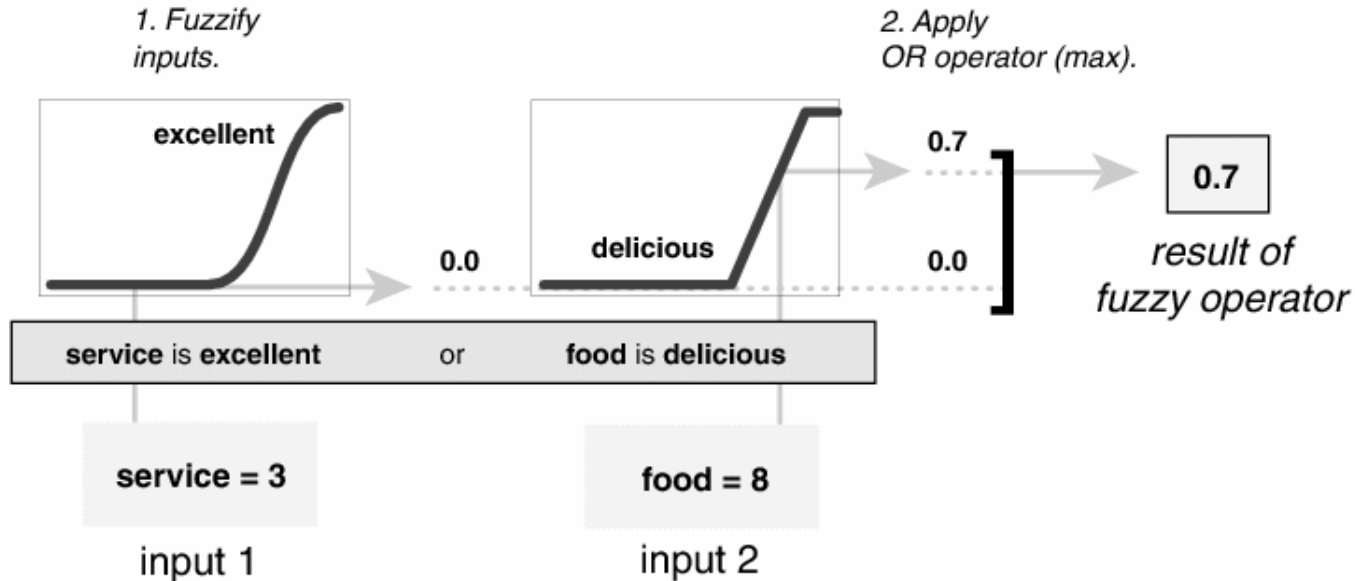 1. Fuzzify
inputs.
2. Apply
OR operator (max).
excellent
delicious
0.7
0.7
0.0
0.0
result of
fuzzy operator
service is excellent or food is delicious
service = 3
food = 8
input 1
input 2